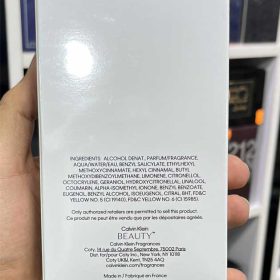 INGREDIENTS: ALCOHOL DENAT., PARFUM/FRAGRANCE,
AQUA/WATER/EAU, BENZYL SALICYLATE, ETHYLHEXYL
METHOXYCINNAMATE, HEXYL CINNAMAL, BUTYL
METHOXYDIBENZOYLMETHANE, LIMONENE, CITRONELLOL,
OCTOCRYLENE, GERANIOL, HYDROXYCITRONELLAL, LINALOOL,
COUMARIN, ALPHA-ISOMETHYL IONONE, BENZYL BENZOATE,
EUGENOL, BENZYL ALCOHOL, ISOEUGENOL, CITRAL, BHT, FD&C
YELLOW NO. 5 (CI 19140), FD&C YELLOW NO. 6 (CI 15985).
Only authorized retailers are permitted to sell this product
Ce produit ne peut être vendu que par les dépositaires agréés.
Calvin Klein
BEAUTY™
Calvin Klein Fragrances
Coty, 14 rue du Quatre Septembre, 75002 Paris
Dist. for/pour Coty Inc., New York, NY 10118
Coty UK&I, Kent, TN25 4AQ
calvinklein.com/fragrances
Made in / Fabriqué en France
212